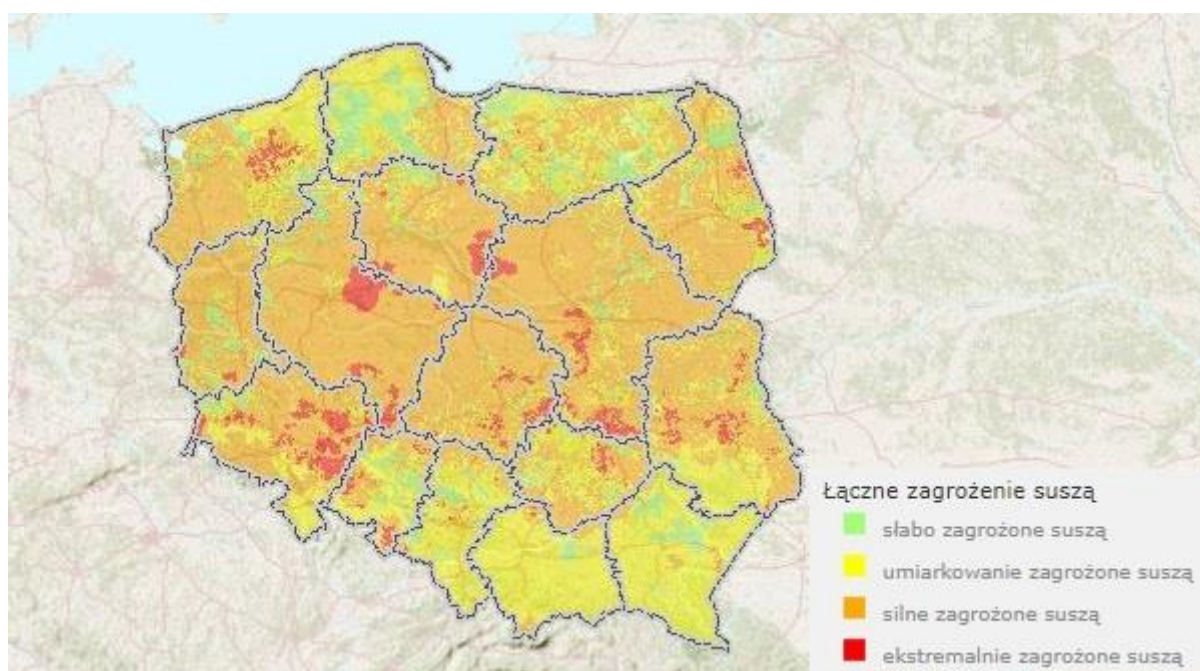 Łączne zagrożenie suszą
słabo zagrożone suszą
umiarkowanie zagrożone suszą
silne zagrożone suszą
ekstremalnie zagrożone suszą